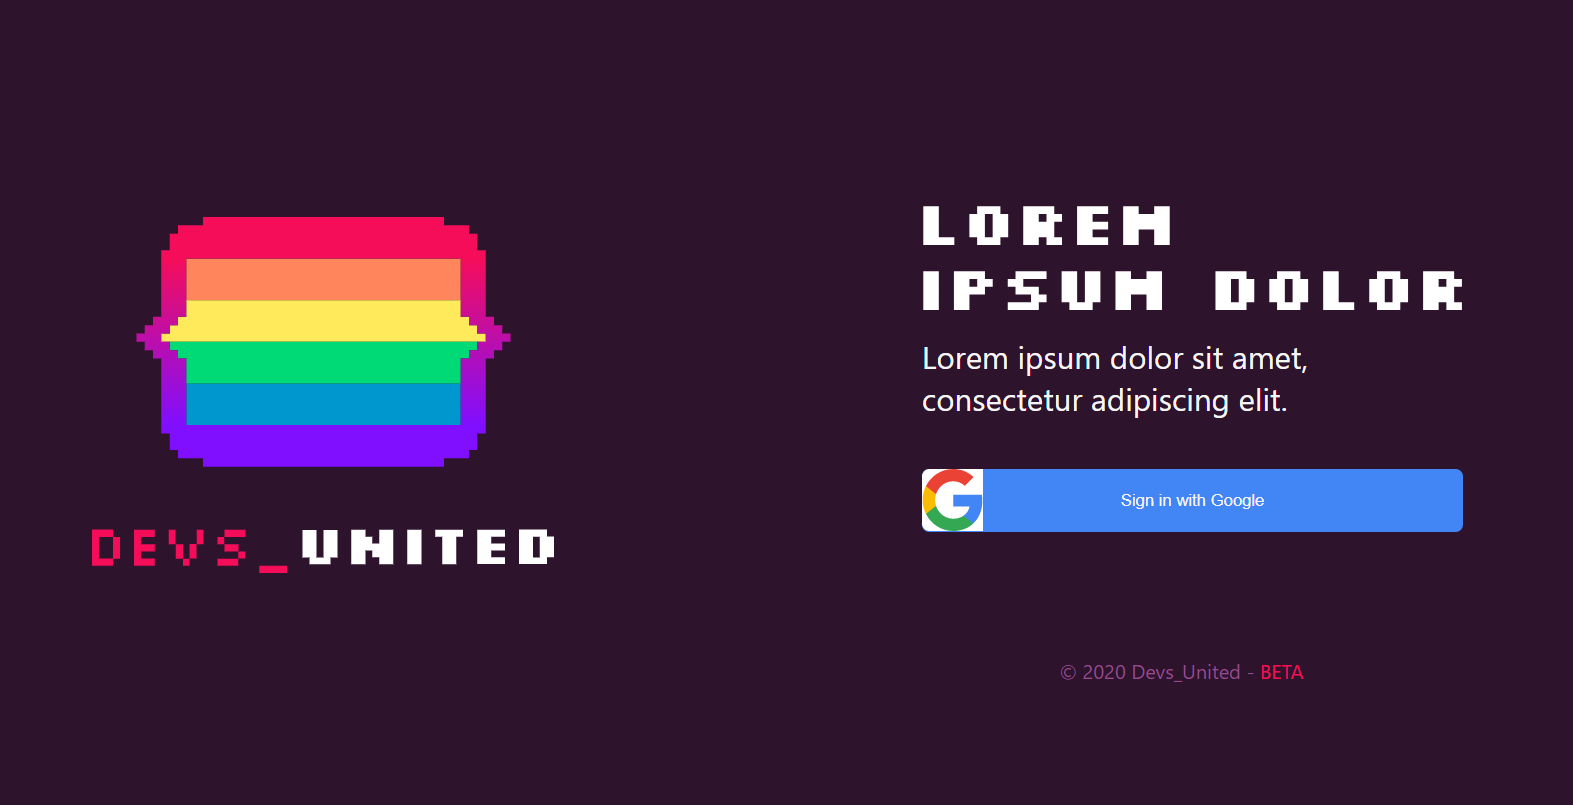 DEVS_UNITED
LOREM
IPSUM DOLOR
Lorem ipsum dolor sit amet,
consectetur adipiscing elit.
Sign in with Google
© 2020 Devs_United - BETA